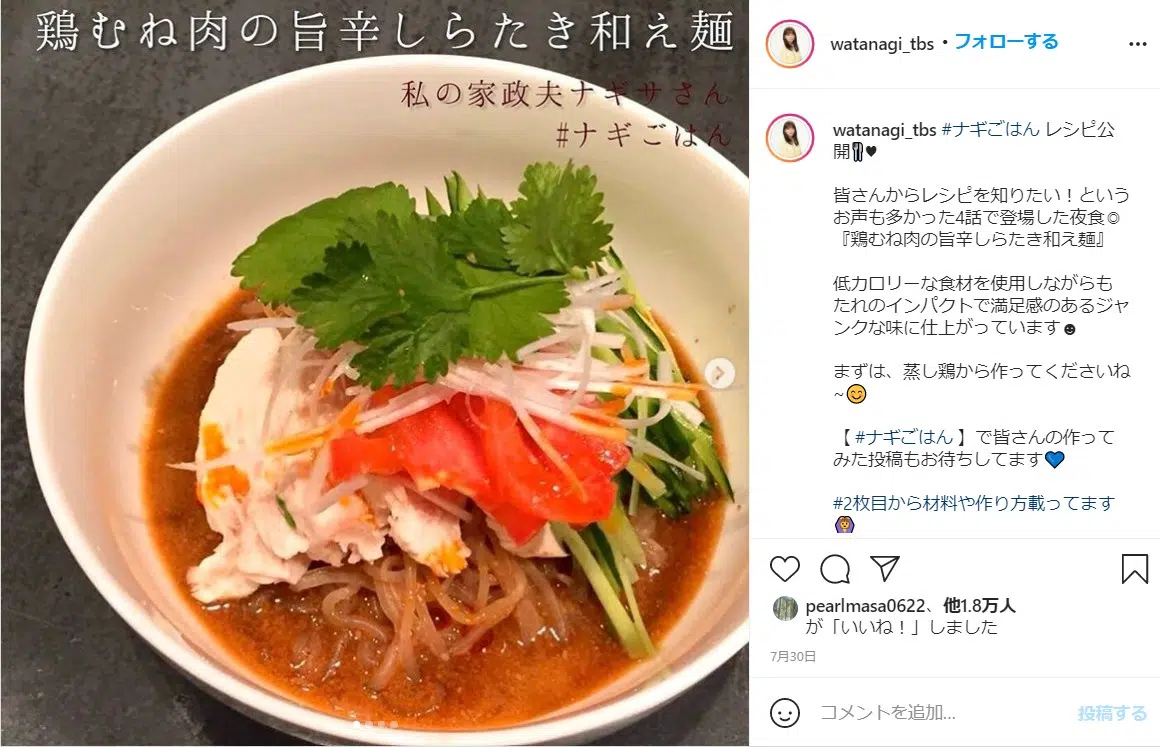 鶏むね肉の旨辛しらたき和え麺
私の家政夫ナギサさん
#ナギごはん
watanagi_tbs • フォローする
watanagi_tbs #ナギごはん レシピ公
開🍴♥
皆さんからレシピを知りたい！という
お声も多かった4話で登場した夜食◎
『鶏むね肉の旨辛しらたき和え麺』
低カロリーな食材を使用しながらも
たれのインパクトで満足感のあるジャ
ンクな味に仕上がっています☻
まずは、蒸し鶏から作ってくださいね
~😊
【 #ナギごはん 】で皆さんの作って
みた投稿もお待ちしてます💙
#2枚目から材料や作り方載ってます
🙆
pearlmasa0622、他1.8万人
が「いいね！」しました
7月30日
コメントを追加...
投稿する